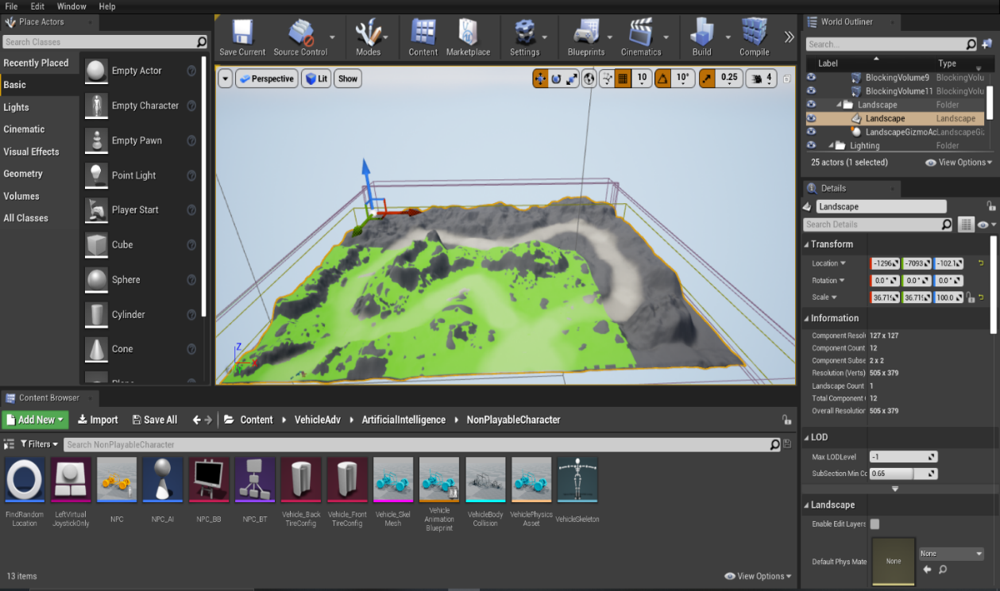 File Edit Window Help
Place Actors
Search Classes
Recently Placed
Basic
Lights
Cinematic
Visual Effects
Geometry
Volumes
All Classes
Empty Actor
Empty Character
Empty Pawn
Point Light
Player Start
Cube
Sphere
Cylinder
Cone
Save Current Source Control Modes Content Marketplace Settings Blueprints Cinematics Build Compile
Perspective Lit Show
10 10° 0.25 4
Z
World Outliner
Search...
Label Type
BlockingVolume9 BlockingVolu
BlockingVolume11 BlockingVolu
Landscape Folder
Landscape Landscape
LandscapeGizmoAc LandscapeGi
Lighting Folder
25 actors (1 selected) View Options
Details
Landscape
Search Details
Transform
Location -1296 -7093 -102.1
Rotation 0.0° 0.0° 0.0°
Scale 36.719 36.719 100.0
Information
Component Resol 127 x 127
Component Count 12
Component Subse 2 x 2
Resolution (Verts) 505 x 379
Landscape Count 1
Total Component 12
Overall Resolution 505 x 379
LOD
Max LODLevel -1
SubSection Min Cc 0.65
Landscape
Enable Edit Layers
Default Phys Mate None None
Content Browser
Add New Import Save All Content VehicleAdv ArtificialIntelligence NonPlayableCharacter
Filters Search NonPlayableCharacter
FindRandom
Location
LeftVirtual
JoystickOnly
NPC
NPC_AI
NPC_BB
NPC_BT
Vehicle_Back
TireConfig
Vehicle_Front
TireConfig
Vehicle_Skel
Mesh
Vehicle
Animation
Blueprint
VehicleBody
Collision
VehiclePhysics
Asset
VehicleSkeleton
13 items View Options